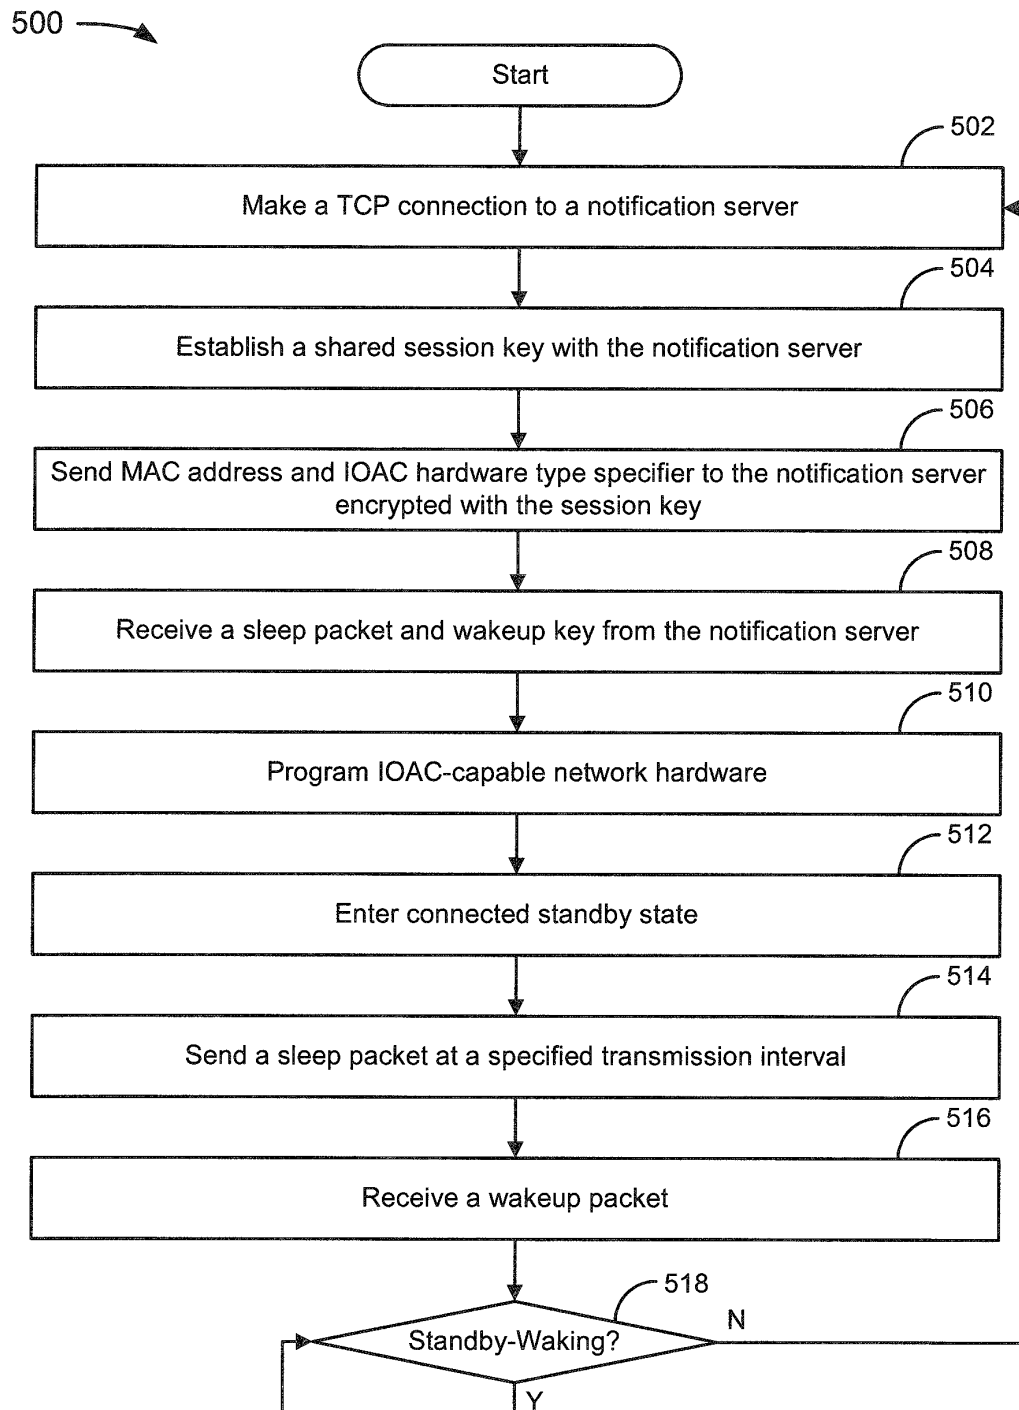 500
Start
502
Make a TCP connection to a notification server
504
Establish a shared session key with the notification server
506
Send MAC address and IOAC hardware type specifier to the notification server
encrypted with the session key
508
Receive a sleep packet and wakeup key from the notification server
510
Program IOAC-capable network hardware
512
Enter connected standby state
514
Send a sleep packet at a specified transmission interval
516
Receive a wakeup packet
518
Standby-Waking?
N
Y